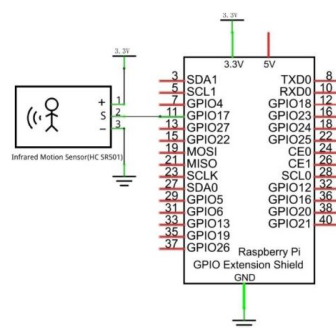 3.3V
3.3V
3.3V 5V
3 SDA1 TXD0 8
5 SCL1 RXD0 10
7 GPIO4 GPIO18 12
11 GPIO17 GPIO23 16
13 GPIO27 GPIO24 18
15 GPIO22 GPIO25 22
19 MOSI CE0 24
21 MISO CE1 26
23 SCLK SCL0 28
27 SDA0 GPIO12 32
29 GPIO5 GPIO16 36
31 GPIO6 GPIO20 38
33 GPIO13 GPIO21 40
35 GPIO19
37 GPIO26
+ 1
S 2
− 3
Infrared Motion Sensor(HC SR501)
Raspberry Pi
GPIO Extension Shield
GND